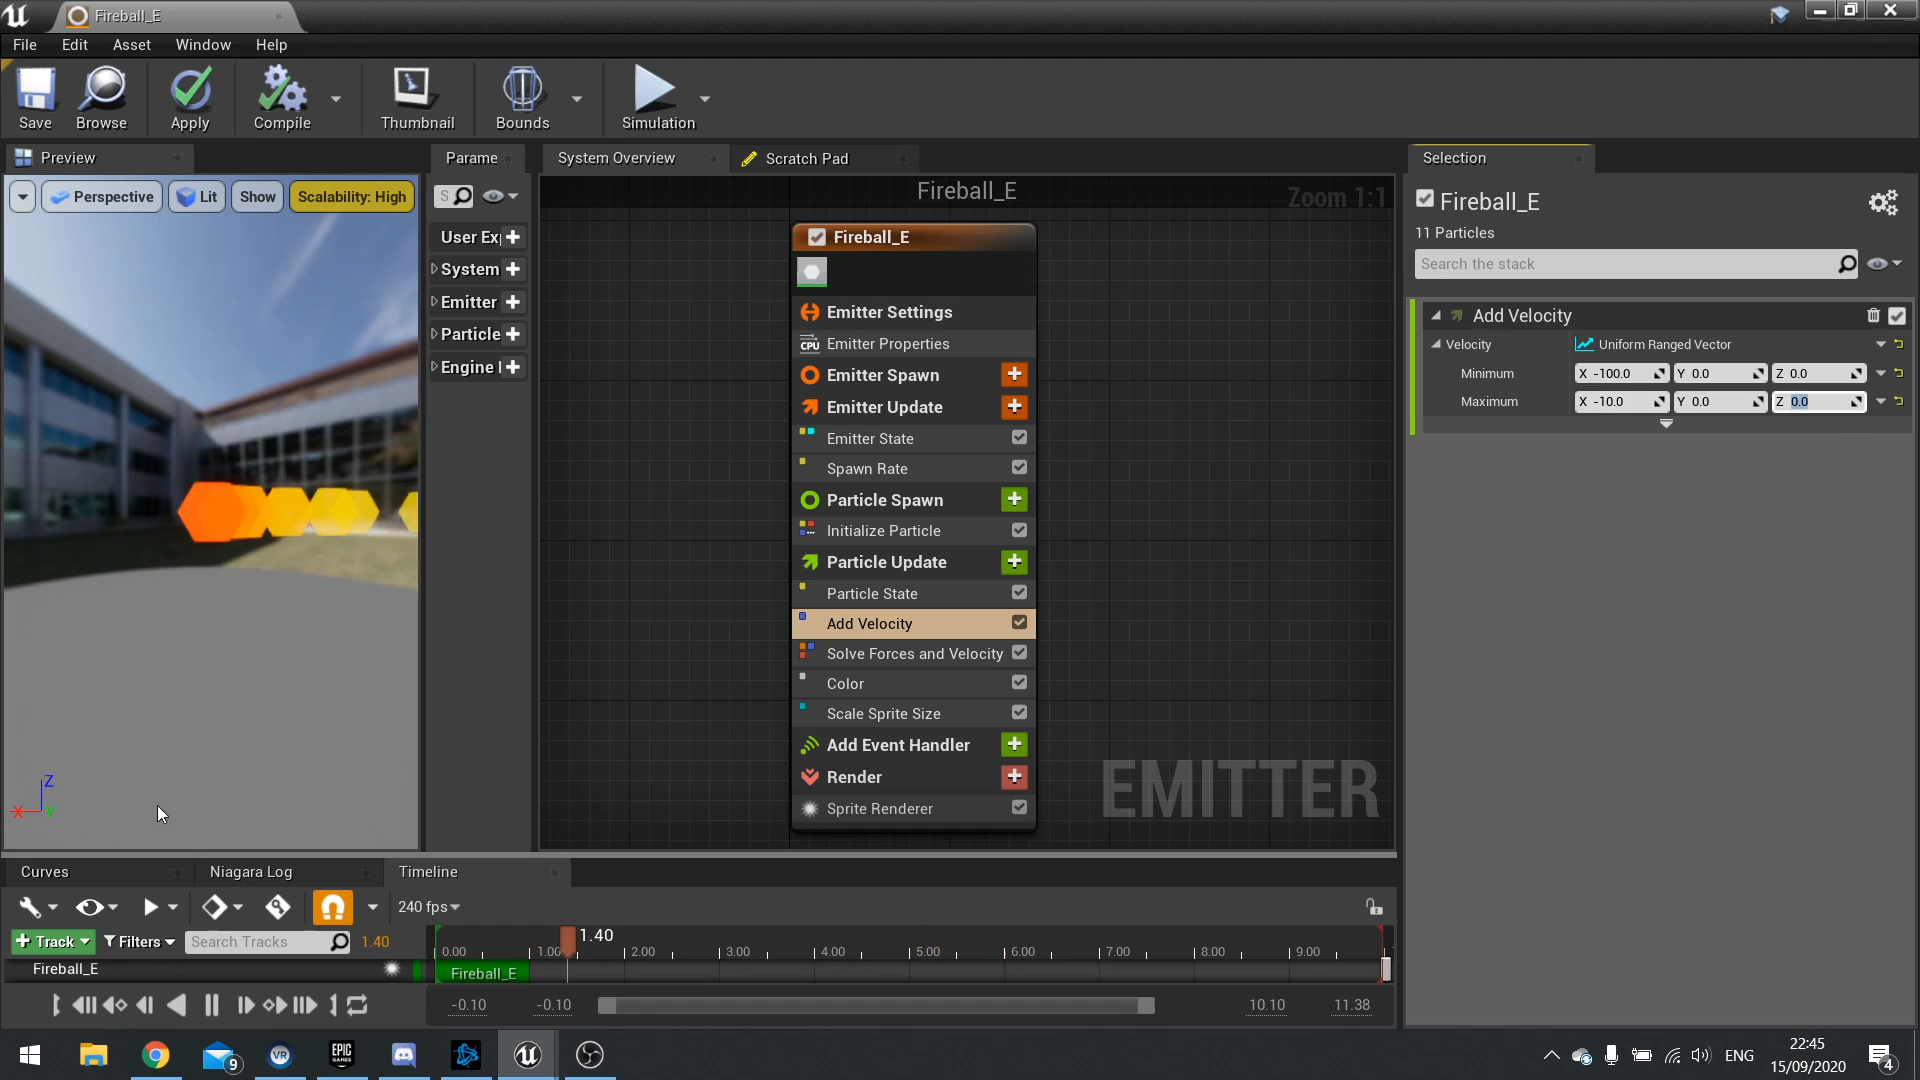 Fireball_E
File Edit Asset Window Help
Save Browse Apply Compile Thumbnail Bounds Simulation
Preview
Perspective Lit Show Scalability: High
Z
X Y
Parame
S
User Ex
System
Emitter
Particle
Engine
System Overview Scratch Pad
Fireball_E
Zoom 1:1
Fireball_E
Emitter Settings
CPU Emitter Properties
Emitter Spawn
Emitter Update
Emitter State
Spawn Rate
Particle Spawn
Initialize Particle
Particle Update
Particle State
Add Velocity
Solve Forces and Velocity
Color
Scale Sprite Size
Add Event Handler
Render
Sprite Renderer
EMITTER
Selection
Fireball_E
11 Particles
Search the stack
Add Velocity
Velocity Uniform Ranged Vector
Minimum X -100.0 Y 0.0 Z 0.0
Maximum X -10.0 Y 0.0 Z 0.0
Curves Niagara Log Timeline
240 fps
+ Track Filters Search Tracks 1.40
1.40
0.00 1.00 2.00 3.00 4.00 5.00 6.00 7.00 8.00 9.00
Fireball_E
Fireball_E
-0.10 -0.10 10.10 11.38
9 VR EPIC GAMES
ENG
22:45
15/09/2020
4